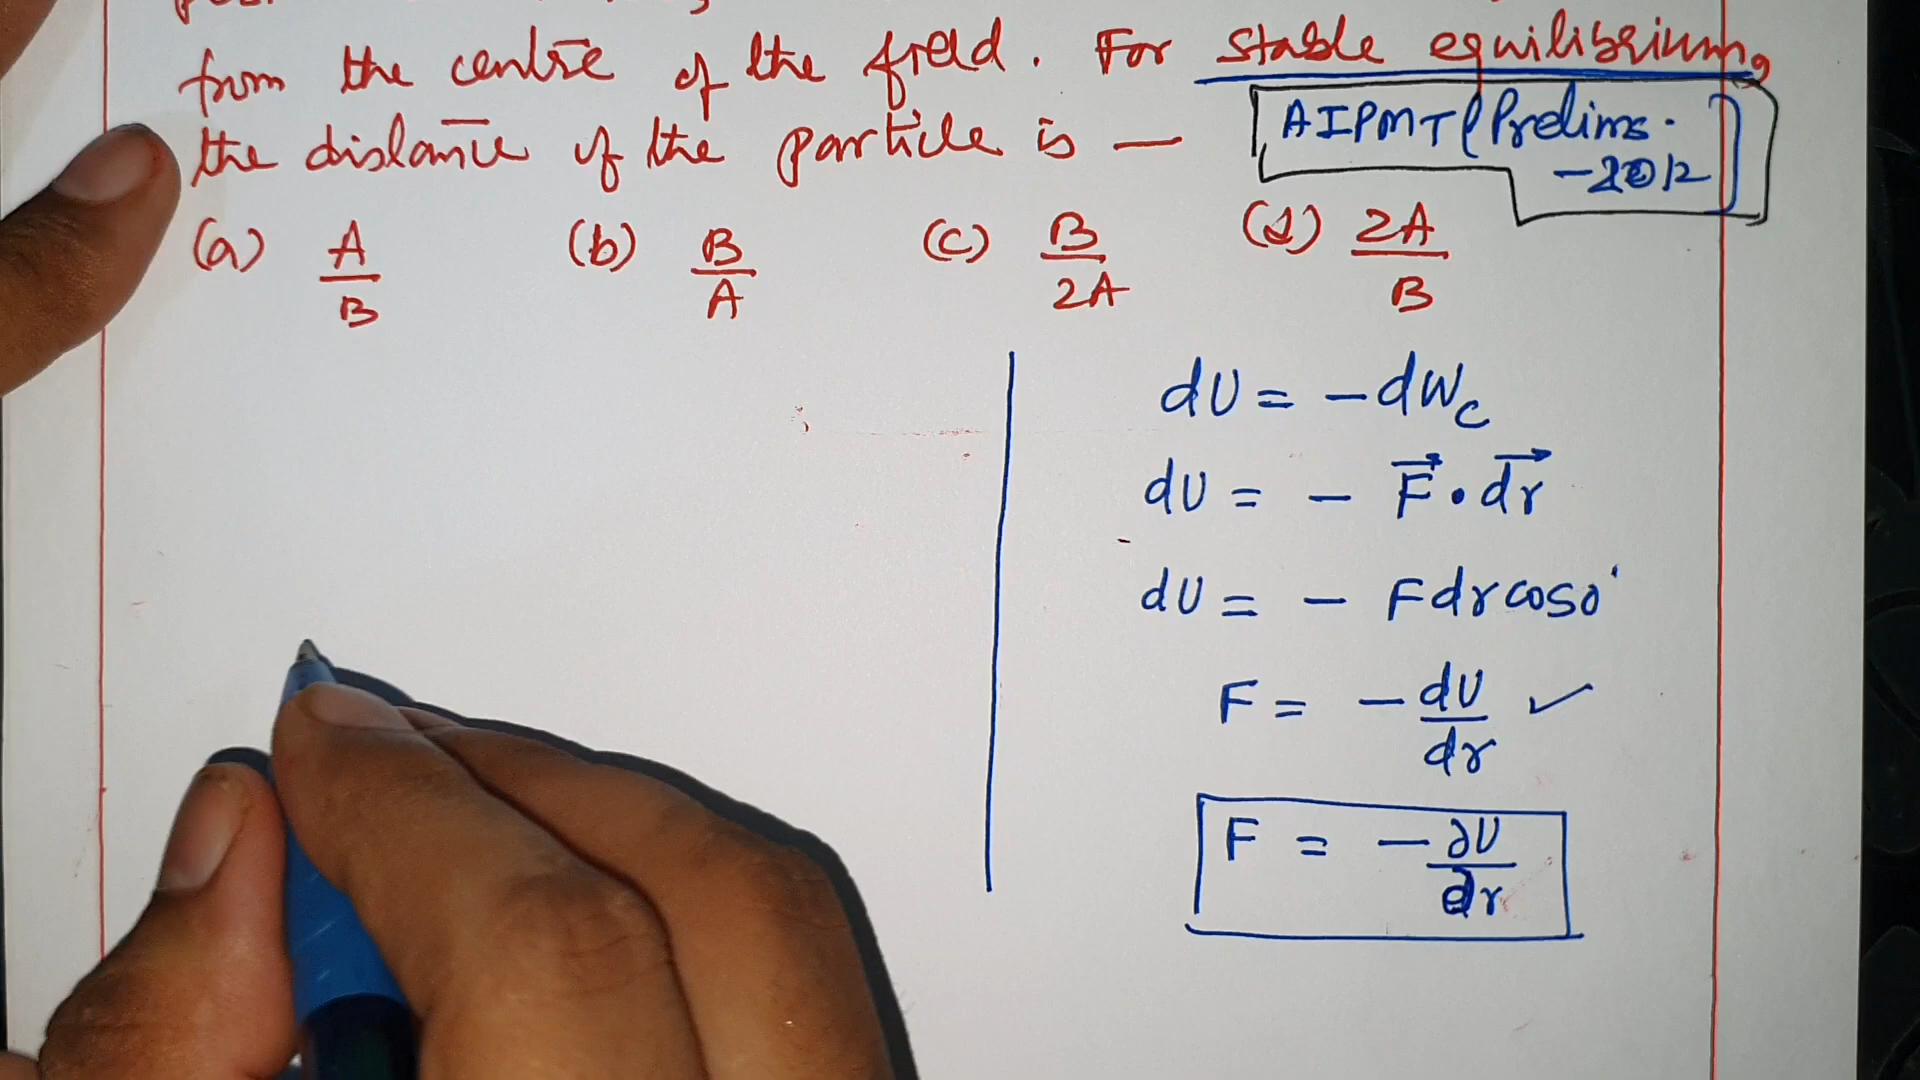 from the centre of the field. For stable equilibrium,
the distance of the particle is —
AIPMT (Prelims.
-2012]
(a) A/B (b) B/A (c) B/2A (d) 2A/B
dU = -dWc
dU = - F⃗ • dr⃗
dU = - F dr cos0°
F = - dU/dr ✓
F = - ∂U/∂r